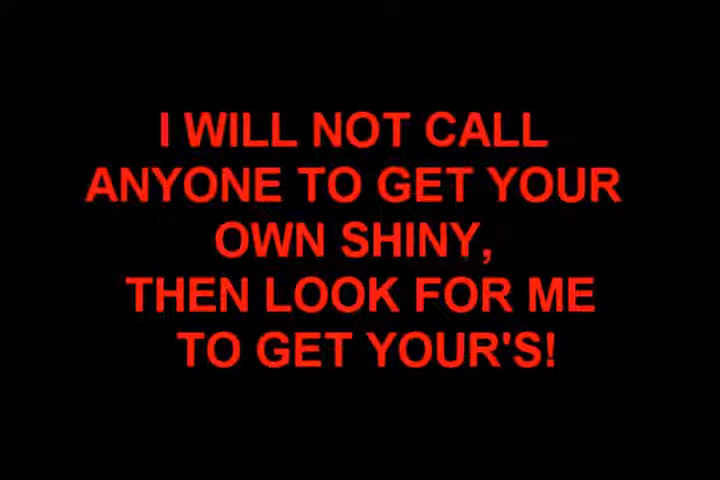 I WILL NOT CALL
ANYONE TO GET YOUR
OWN SHINY,
THEN LOOK FOR ME
TO GET YOUR'S!